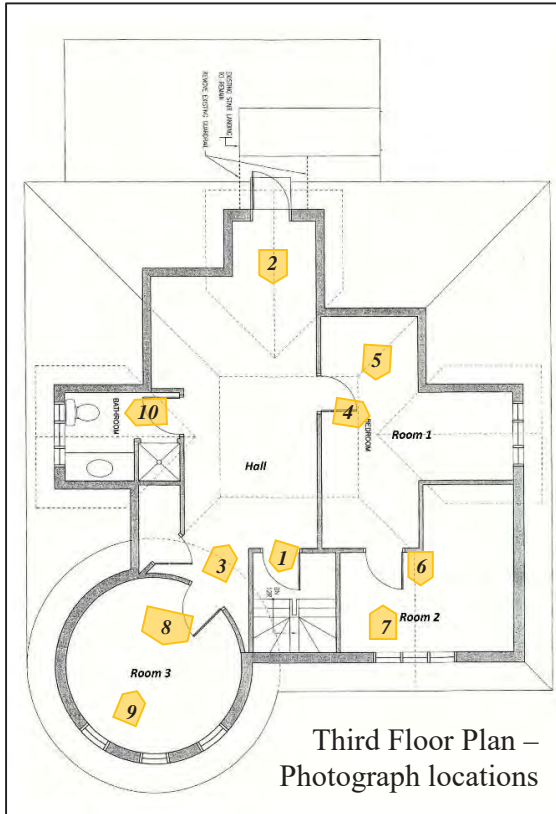 EXISTING STAIR LANDING
TO REMAIN
REMOVE EXISTING GUARDRAIL
2
5
10
BATHROOM
4
BEDROOM
Room 1
Hall
1
3
6
8
7
Room 2
Room 3
9
Third Floor Plan –
Photograph locations